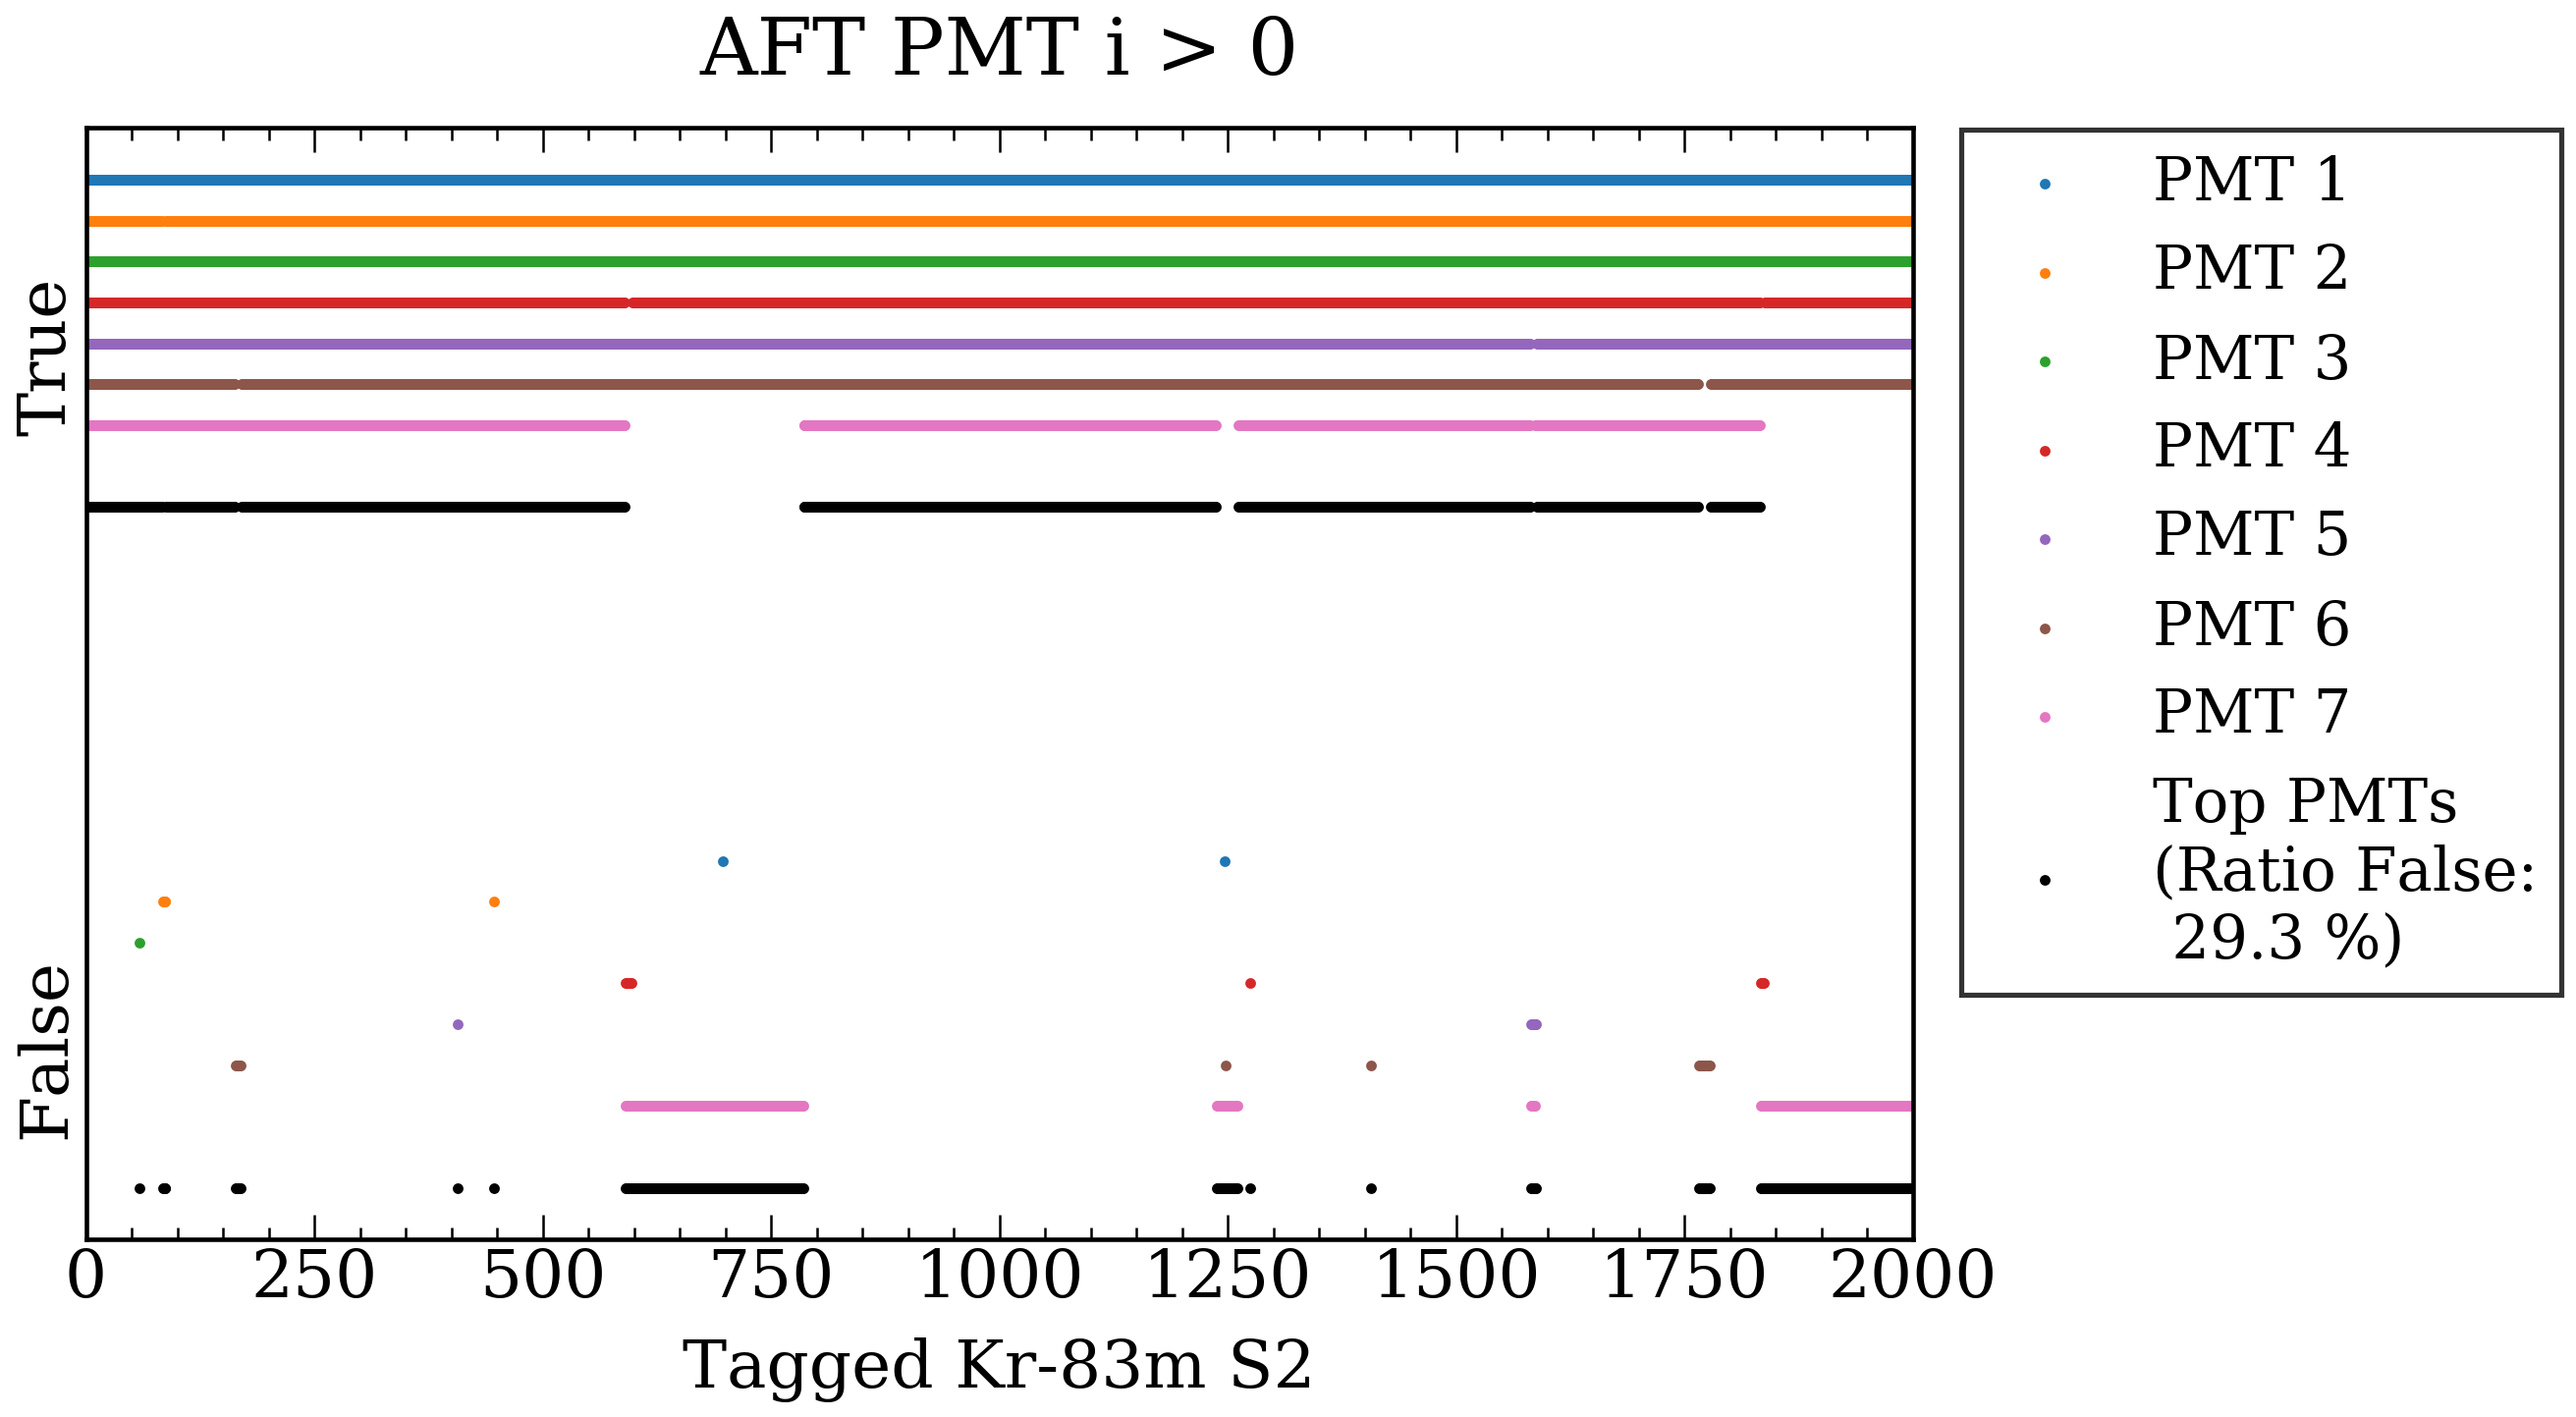 AFT PMT i > 0
True
False
0 250 500 750 1000 1250 1500 1750 2000
Tagged Kr-83m S2
PMT 1
PMT 2
PMT 3
PMT 4
PMT 5
PMT 6
PMT 7
Top PMTs
(Ratio False:
29.3 %)